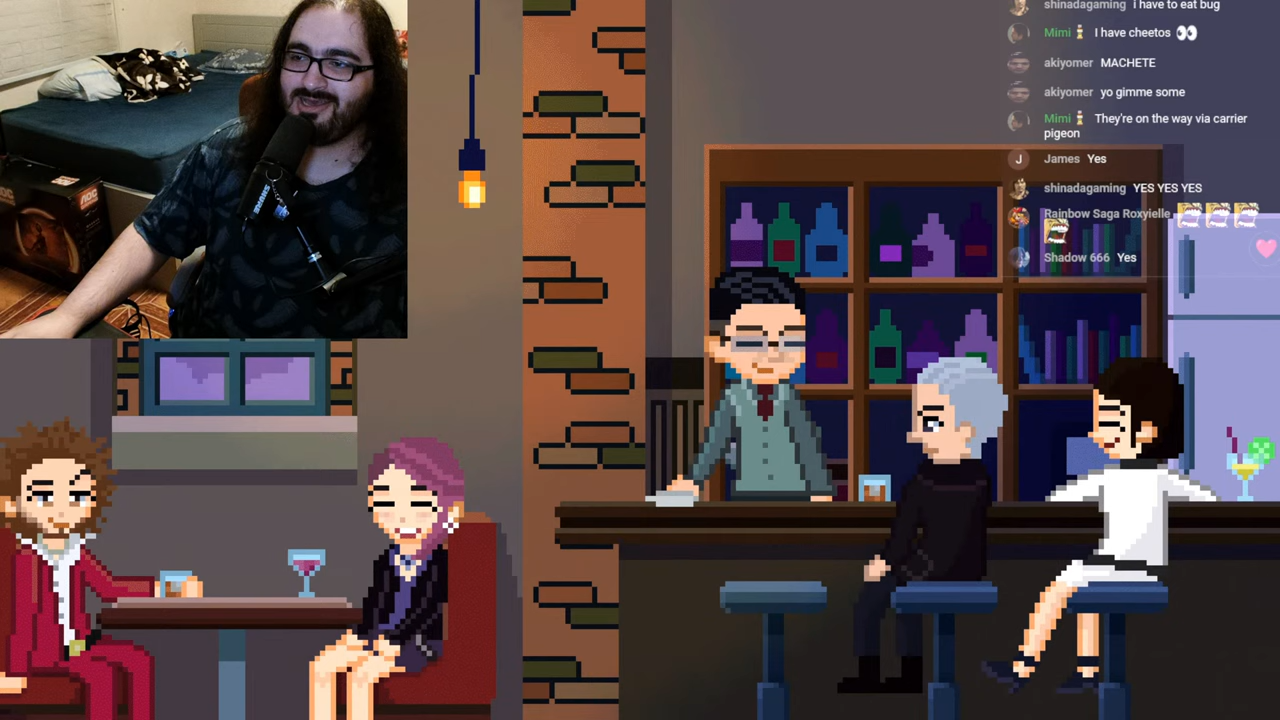 shinadagaming i have to eat bug
Mimi I have cheetos 👀
akiyomer MACHETE
akiyomer yo gimme some
Mimi They're on the way via carrier
pigeon
J James Yes
shinadagaming YES YES YES
Rainbow Saga Roxyielle
Shadow 666 Yes
AOC